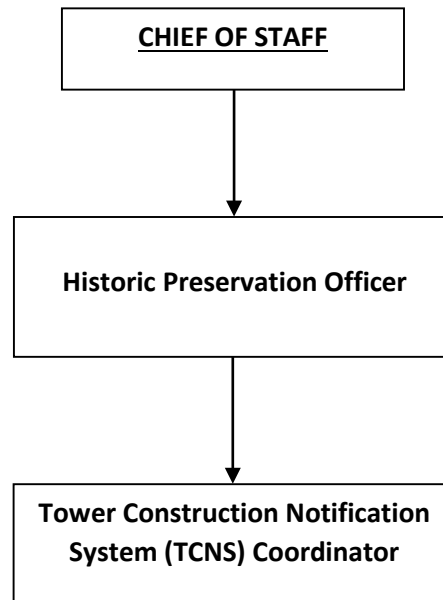 CHIEF OF STAFF
Historic Preservation Officer
Tower Construction Notification
System (TCNS) Coordinator